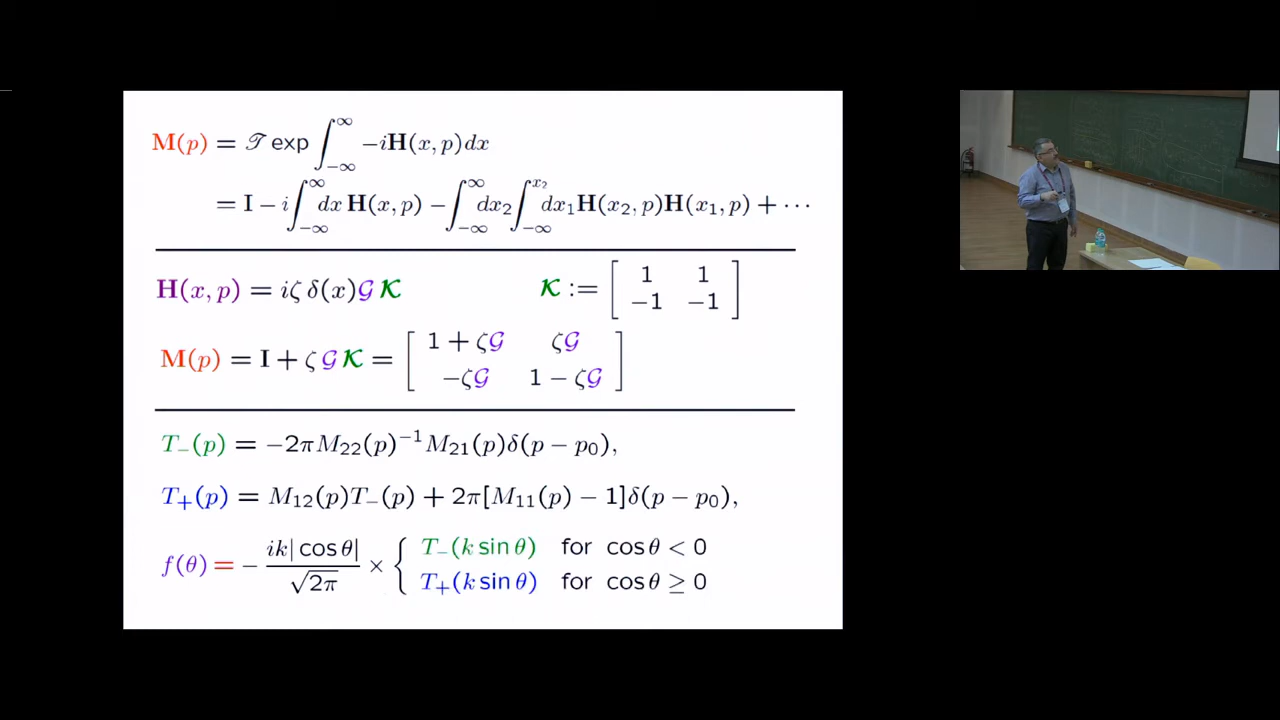 M(p) = 𝒯 exp ∫_{−∞}^{∞} −iH(x, p)dx
= I − i∫_{−∞}^{∞} dx H(x, p) − ∫_{−∞}^{∞} dx₂ ∫_{−∞}^{x₂} dx₁H(x₂, p)H(x₁, p) + ⋯
H(x, p) = iζ δ(x)𝒢 𝒦    𝒦 := [ 1 1 ; −1 −1 ]
M(p) = I + ζ 𝒢 𝒦 = [ 1 + ζ𝒢  ζ𝒢 ; −ζ𝒢  1 − ζ𝒢 ]
T₋(p) = −2πM₂₂(p)⁻¹M₂₁(p)δ(p − p₀),
T₊(p) = M₁₂(p)T₋(p) + 2π[M₁₁(p) − 1]δ(p − p₀),
f(θ) = − ik| cos θ| / √2π × { T₋(k sin θ) for cos θ < 0
T₊(k sin θ) for cos θ ≥ 0